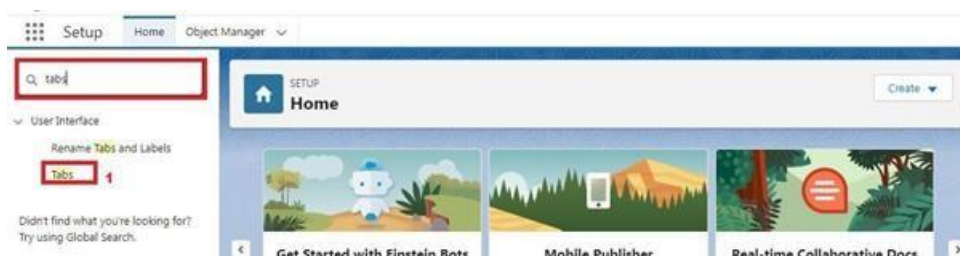 Setup Home Object Manager
tabs
User Interface
Rename Tabs and Labels
Tabs 1
Didn't find what you're looking for?
Try using Global Search.
SETUP
Home
Create
Get Started with Einstein Bots
Mobile Publisher
Real-time Collaborative Docs